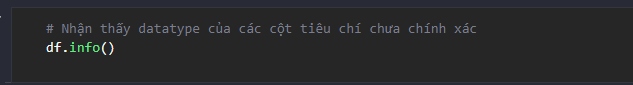 # Nhận thấy datatype của các cột tiêu chí chưa chính xác
df.info()